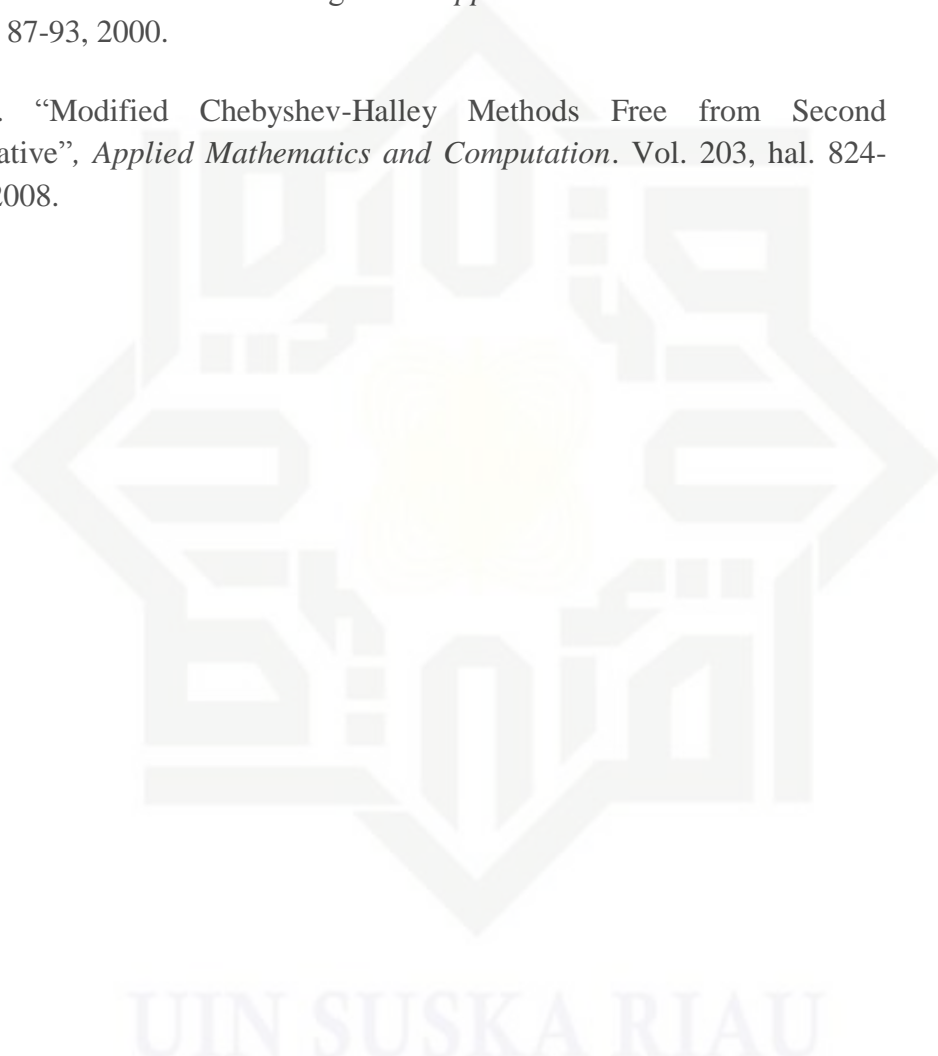 87-93, 2000.
. “Modified Chebyshev-Halley Methods Free from Second
ative”, Applied Mathematics and Computation. Vol. 203, hal. 824-
2008.
UIN SUSKA RIAU